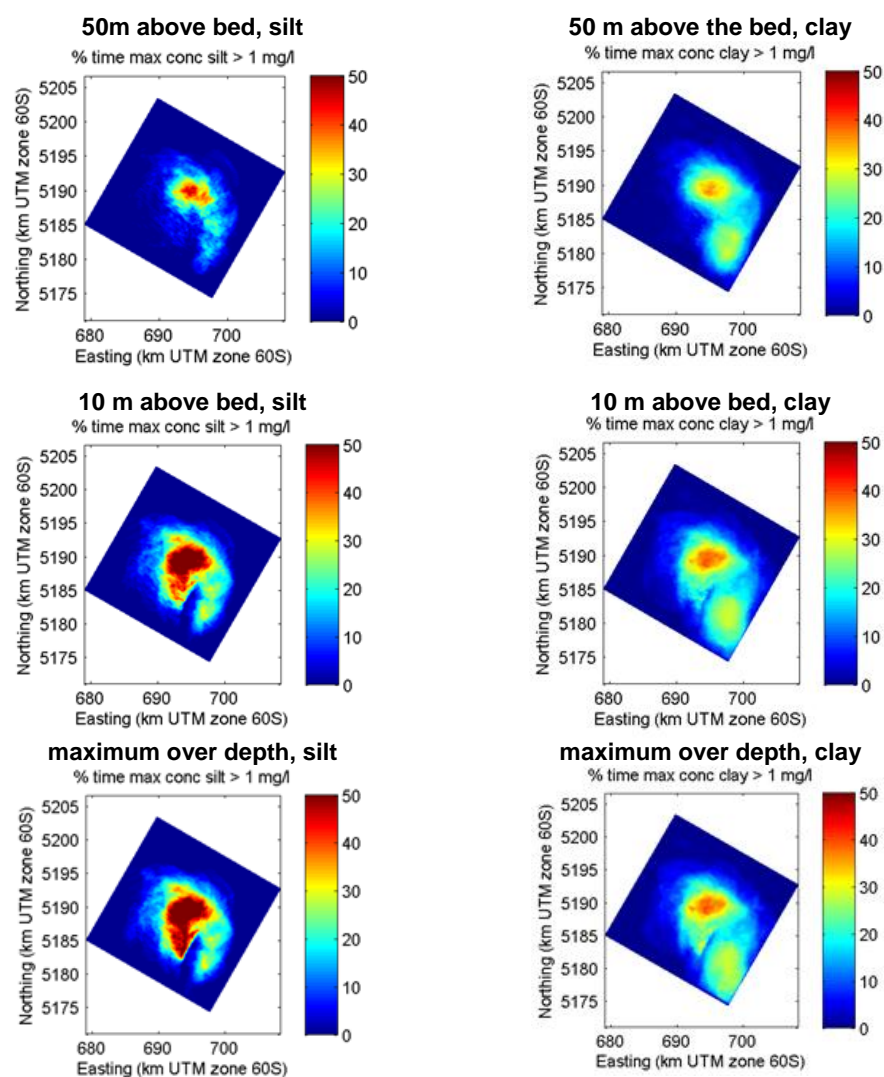 50m above bed, silt
% time max conc silt > 1 mg/l
50
40
30
20
10
0
5205
5200
5195
5190
5185
5180
5175
Northing (km UTM zone 60S)
680 690 700
Easting (km UTM zone 60S)
50 m above the bed, clay
% time max conc clay > 1 mg/l
50
40
30
20
10
0
5205
5200
5195
5190
5185
5180
5175
Northing (km UTM zone 60S)
680 690 700
Easting (km UTM zone 60S)
10 m above bed, silt
% time max conc silt > 1 mg/l
50
40
30
20
10
0
5205
5200
5195
5190
5185
5180
5175
Northing (km UTM zone 60S)
680 690 700
Easting (km UTM zone 60S)
10 m above bed, clay
% time max conc clay > 1 mg/l
50
40
30
20
10
0
5205
5200
5195
5190
5185
5180
5175
Northing (km UTM zone 60S)
680 690 700
Easting (km UTM zone 60S)
maximum over depth, silt
% time max conc silt > 1 mg/l
50
40
30
20
10
0
5205
5200
5195
5190
5185
5180
5175
Northing (km UTM zone 60S)
680 690 700
Easting (km UTM zone 60S)
maximum over depth, clay
% time max conc clay > 1 mg/l
50
40
30
20
10
0
5205
5200
5195
5190
5185
5180
5175
Northing (km UTM zone 60S)
680 690 700
Easting (km UTM zone 60S)